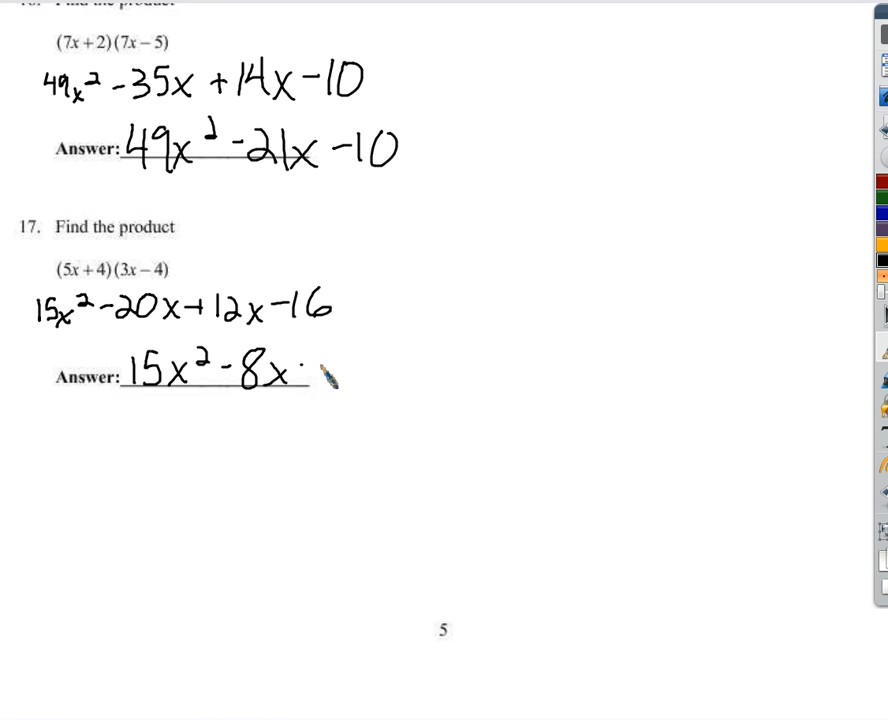 (7x + 2)(7x – 5)
49x² - 35x + 14x - 10
Answer: 49x² - 21x - 10
17. Find the product
(5x + 4)(3x – 4)
15x² - 20x + 12x - 16
Answer: 15x² - 8x
5